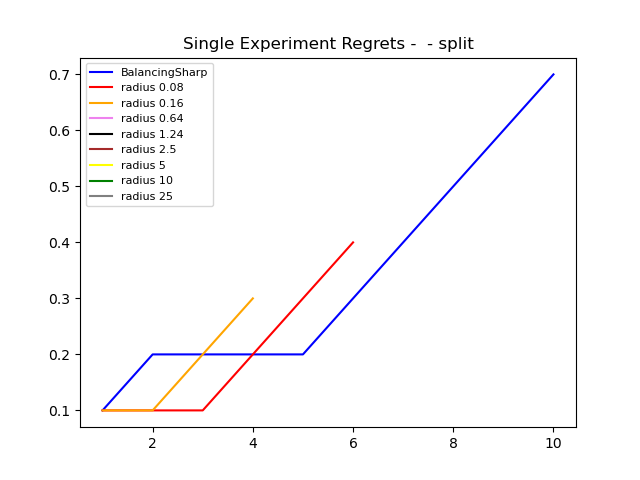 Single Experiment Regrets -  - split
0.7
0.6
0.5
0.4
0.3
0.2
0.1
BalancingSharp
radius 0.08
radius 0.16
radius 0.64
radius 1.24
radius 2.5
radius 5
radius 10
radius 25
2 4 6 8 10